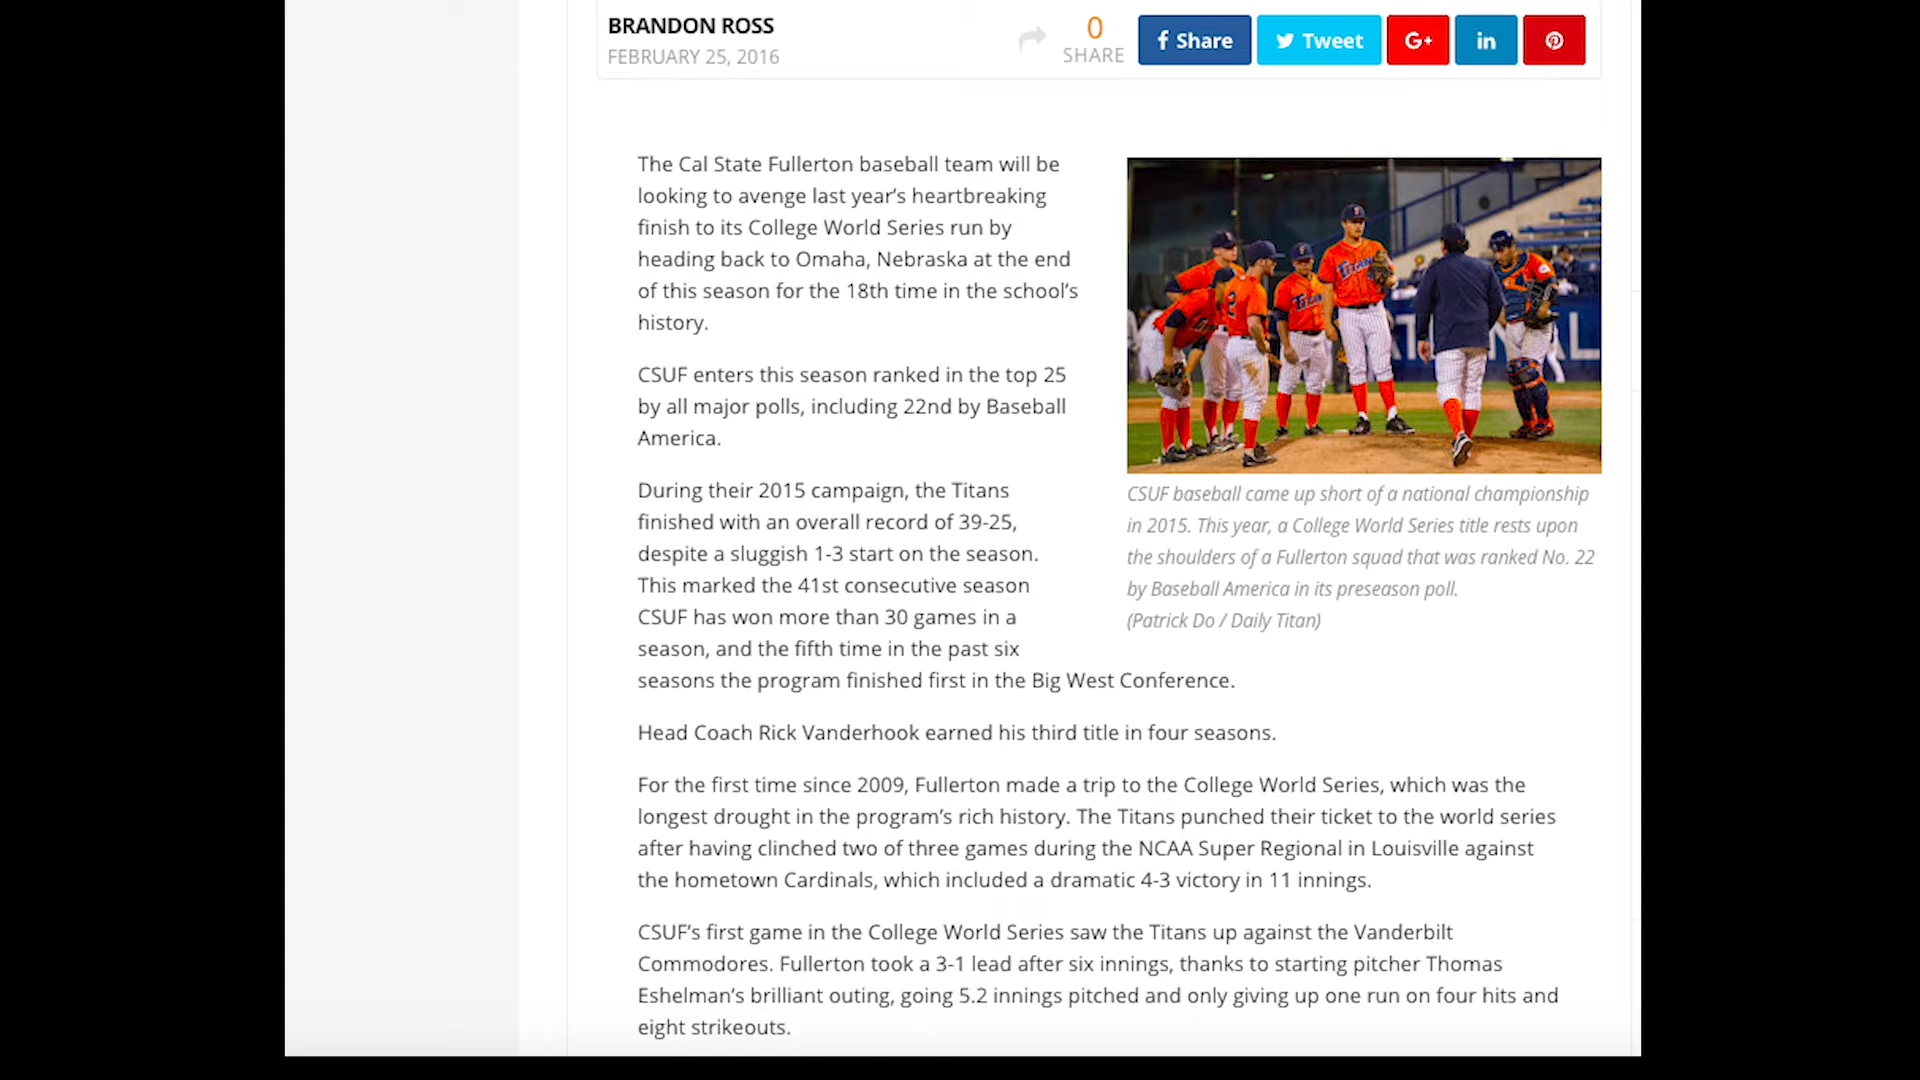 BRANDON ROSS
FEBRUARY 25, 2016
0
SHARE
f Share
Tweet
G+
in
The Cal State Fullerton baseball team will be
looking to avenge last year’s heartbreaking
finish to its College World Series run by
heading back to Omaha, Nebraska at the end
of this season for the 18th time in the school’s
history.
CSUF enters this season ranked in the top 25
by all major polls, including 22nd by Baseball
America.
During their 2015 campaign, the Titans
finished with an overall record of 39-25,
despite a sluggish 1-3 start on the season.
This marked the 41st consecutive season
CSUF has won more than 30 games in a
season, and the fifth time in the past six
seasons the program finished first in the Big West Conference.
CSUF baseball came up short of a national championship
in 2015. This year, a College World Series title rests upon
the shoulders of a Fullerton squad that was ranked No. 22
by Baseball America in its preseason poll.
(Patrick Do / Daily Titan)
Head Coach Rick Vanderhook earned his third title in four seasons.
For the first time since 2009, Fullerton made a trip to the College World Series, which was the
longest drought in the program’s rich history. The Titans punched their ticket to the world series
after having clinched two of three games during the NCAA Super Regional in Louisville against
the hometown Cardinals, which included a dramatic 4-3 victory in 11 innings.
CSUF’s first game in the College World Series saw the Titans up against the Vanderbilt
Commodores. Fullerton took a 3-1 lead after six innings, thanks to starting pitcher Thomas
Eshelman’s brilliant outing, going 5.2 innings pitched and only giving up one run on four hits and
eight strikeouts.